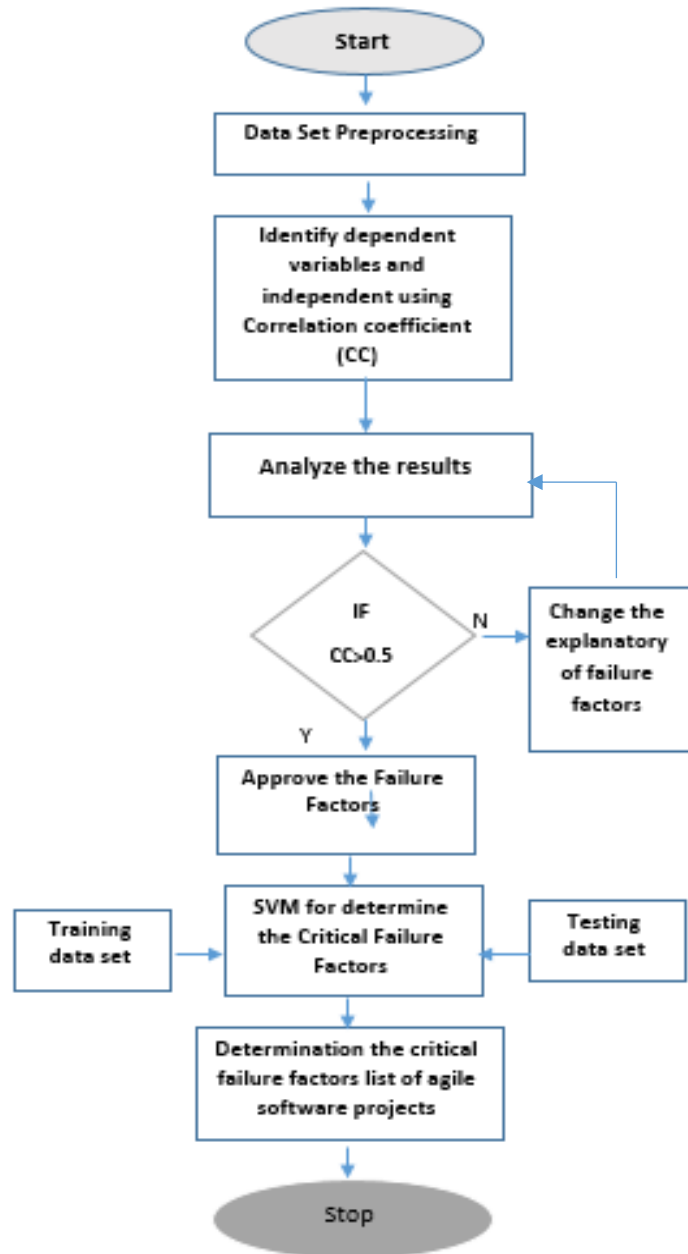 Start
Data Set Preprocessing
Identify dependent
variables and
independent using
Correlation coefficient
(CC)
Analyze the results
IF
CC>0.5
N
Change the
explanatory
of failure
factors
Y
Approve the Failure
Factors
SVM for determine
the Critical Failure
Factors
Training
data set
Testing
data set
Determination the critical
failure factors list of agile
software projects
Stop